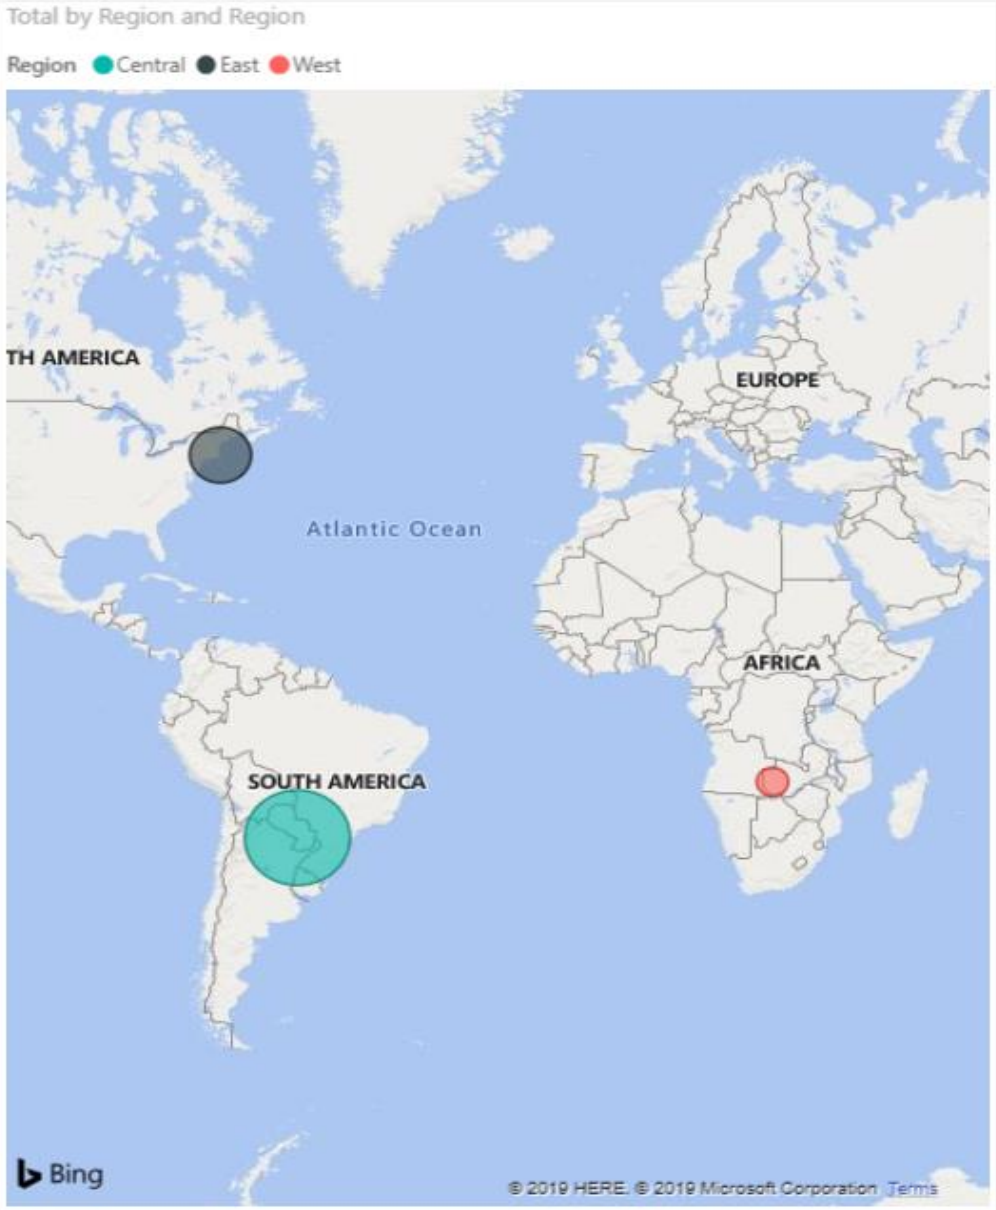 Total by Region and Region
Region Central East West
TH AMERICA
EUROPE
Atlantic Ocean
AFRICA
SOUTH AMERICA
Bing
© 2019 HERE. © 2019 Microsoft Corporation Terms